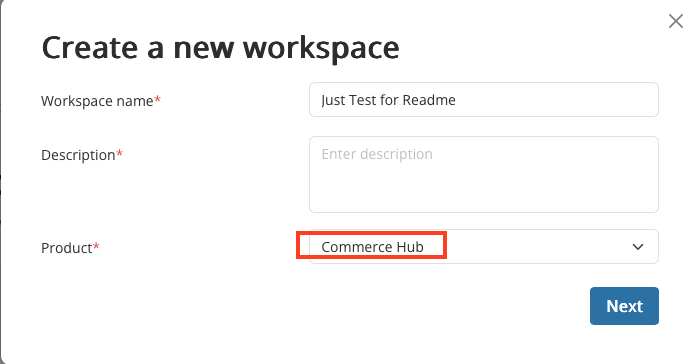 Create a new workspace
Workspace name*
Just Test for Readme
Description*
Enter description
Product*
Commerce Hub
Next